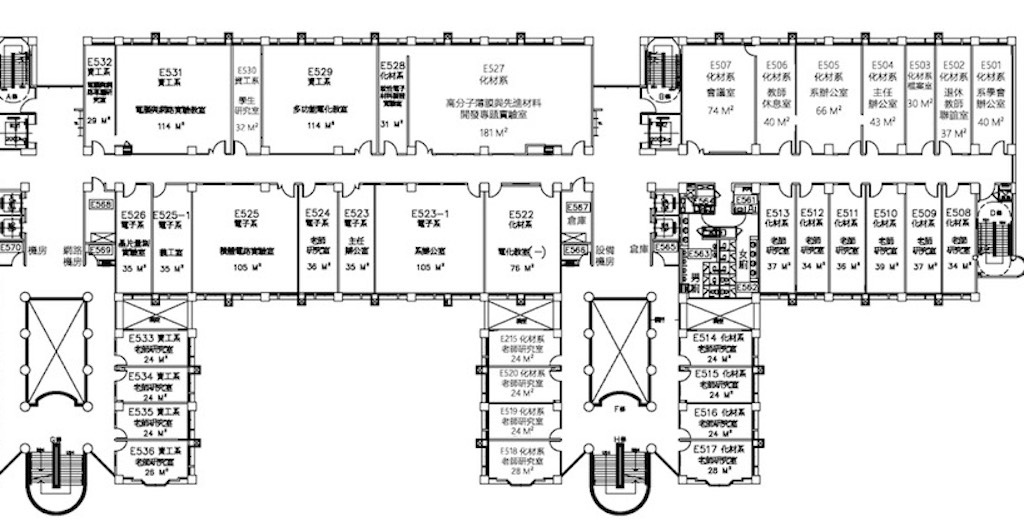 E532
資工系
29 M²
E531
資工系
電腦與網路實驗教室
114 M²
E530
資工系
學生
研究室
32 M²
E529
資工系
多功能電化教室
114 M²
E528
化材系
31 M²
E527
化材系
高分子薄膜與先進材料
開發專題實驗室
181 M²
E507
化材系
會議室
74 M²
E506
化材系
教師
休息室
40 M²
E505
化材系
系辦公室
66 M²
E504
化材系
主任
辦公室
43 M²
E503
化材系
檔案室
30 M²
E502
化材系
退休
教師
聯誼室
37 M²
E501
化材系
系學會
辦公室
40 M²
E570
機房
網路
機房
E568
E569
E526
電子系
晶片量測
實驗室
35 M²
E525-1
電子系
義工室
35 M²
E525
電子系
積體電路實驗室
105 M²
E524
電子系
老師
研究室
36 M²
E523
電子系
主任
辦公室
35 M²
E523-1
電子系
系辦公室
105 M²
E522
化材系
電化教室(一)
76 M²
E567
倉庫
E566
設備
機房
倉庫
E565
E564
E561
E563
男廁
女廁
E562
E513
化材系
老師
研究室
37 M²
E512
化材系
老師
研究室
34 M²
E511
化材系
老師
研究室
36 M²
E510
化材系
老師
研究室
39 M²
E509
化材系
老師
研究室
37 M²
E508
化材系
老師
研究室
34 M²
D梯
E533 資工系
老師研究室
24 M²
E534 資工系
老師研究室
24 M²
E535 資工系
老師研究室
24 M²
E536 資工系
老師研究室
26 M²
E215 化材系
老師研究室
24 M²
E520 化材系
老師研究室
24 M²
E519 化材系
老師研究室
24 M²
E518 化材系
老師研究室
28 M²
E514 化材系
老師研究室
24 M²
E515 化材系
老師研究室
24 M²
E516 化材系
老師研究室
24 M²
E517 化材系
老師研究室
28 M²
G梯
F梯
H梯